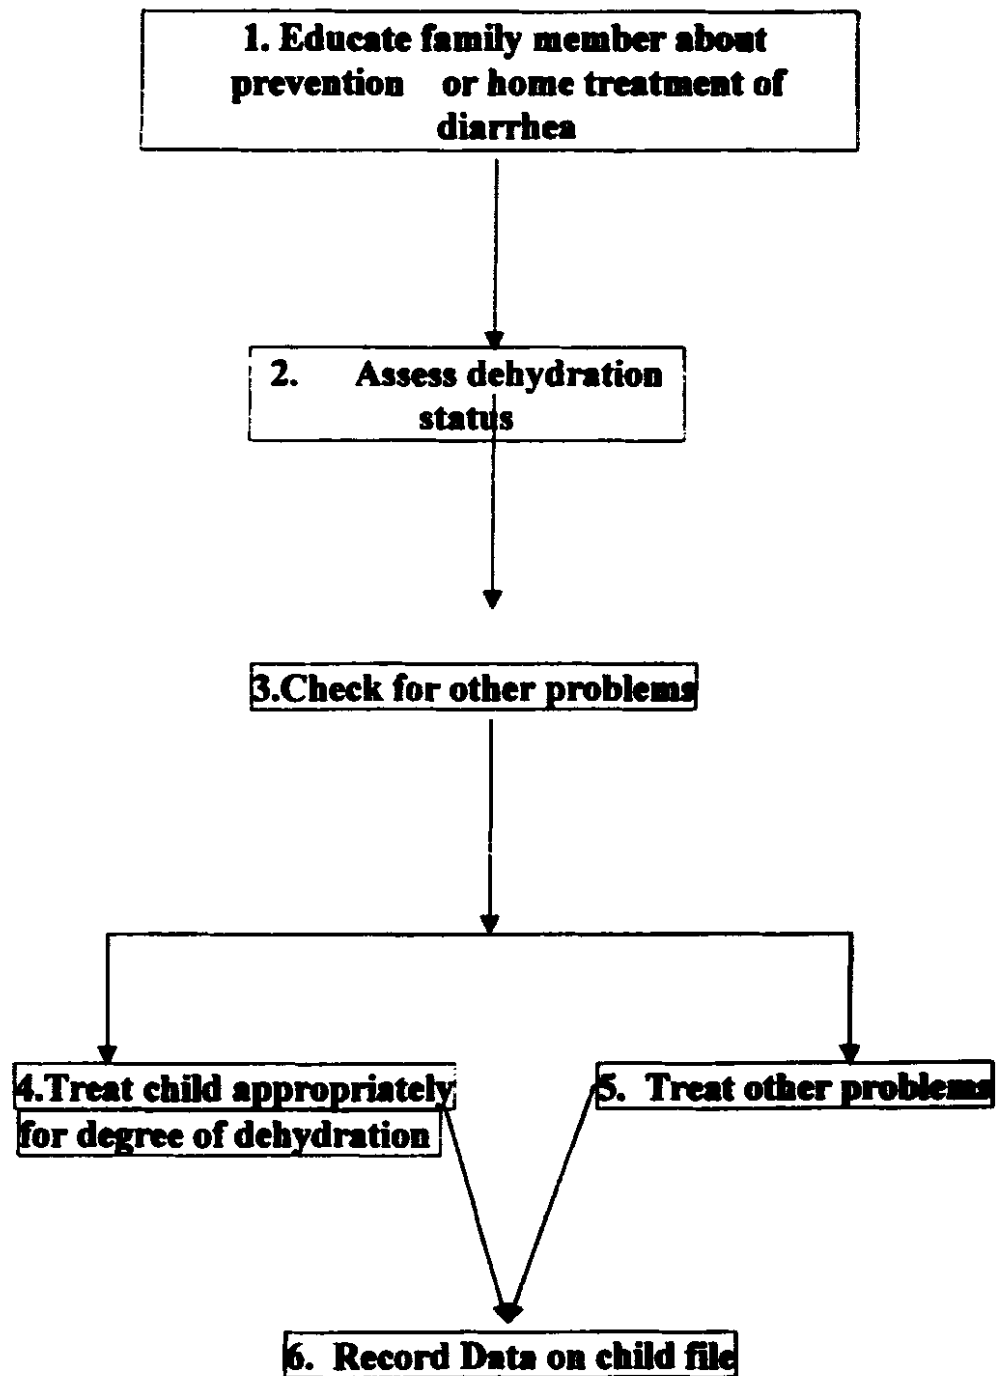 1. Educate family member about
prevention or home treatment of
diarrhea
2. Assess dehydration
status
3.Check for other problems
4.Treat child appropriately
for degree of dehydration
5. Treat other problems
6. Record Data on child file